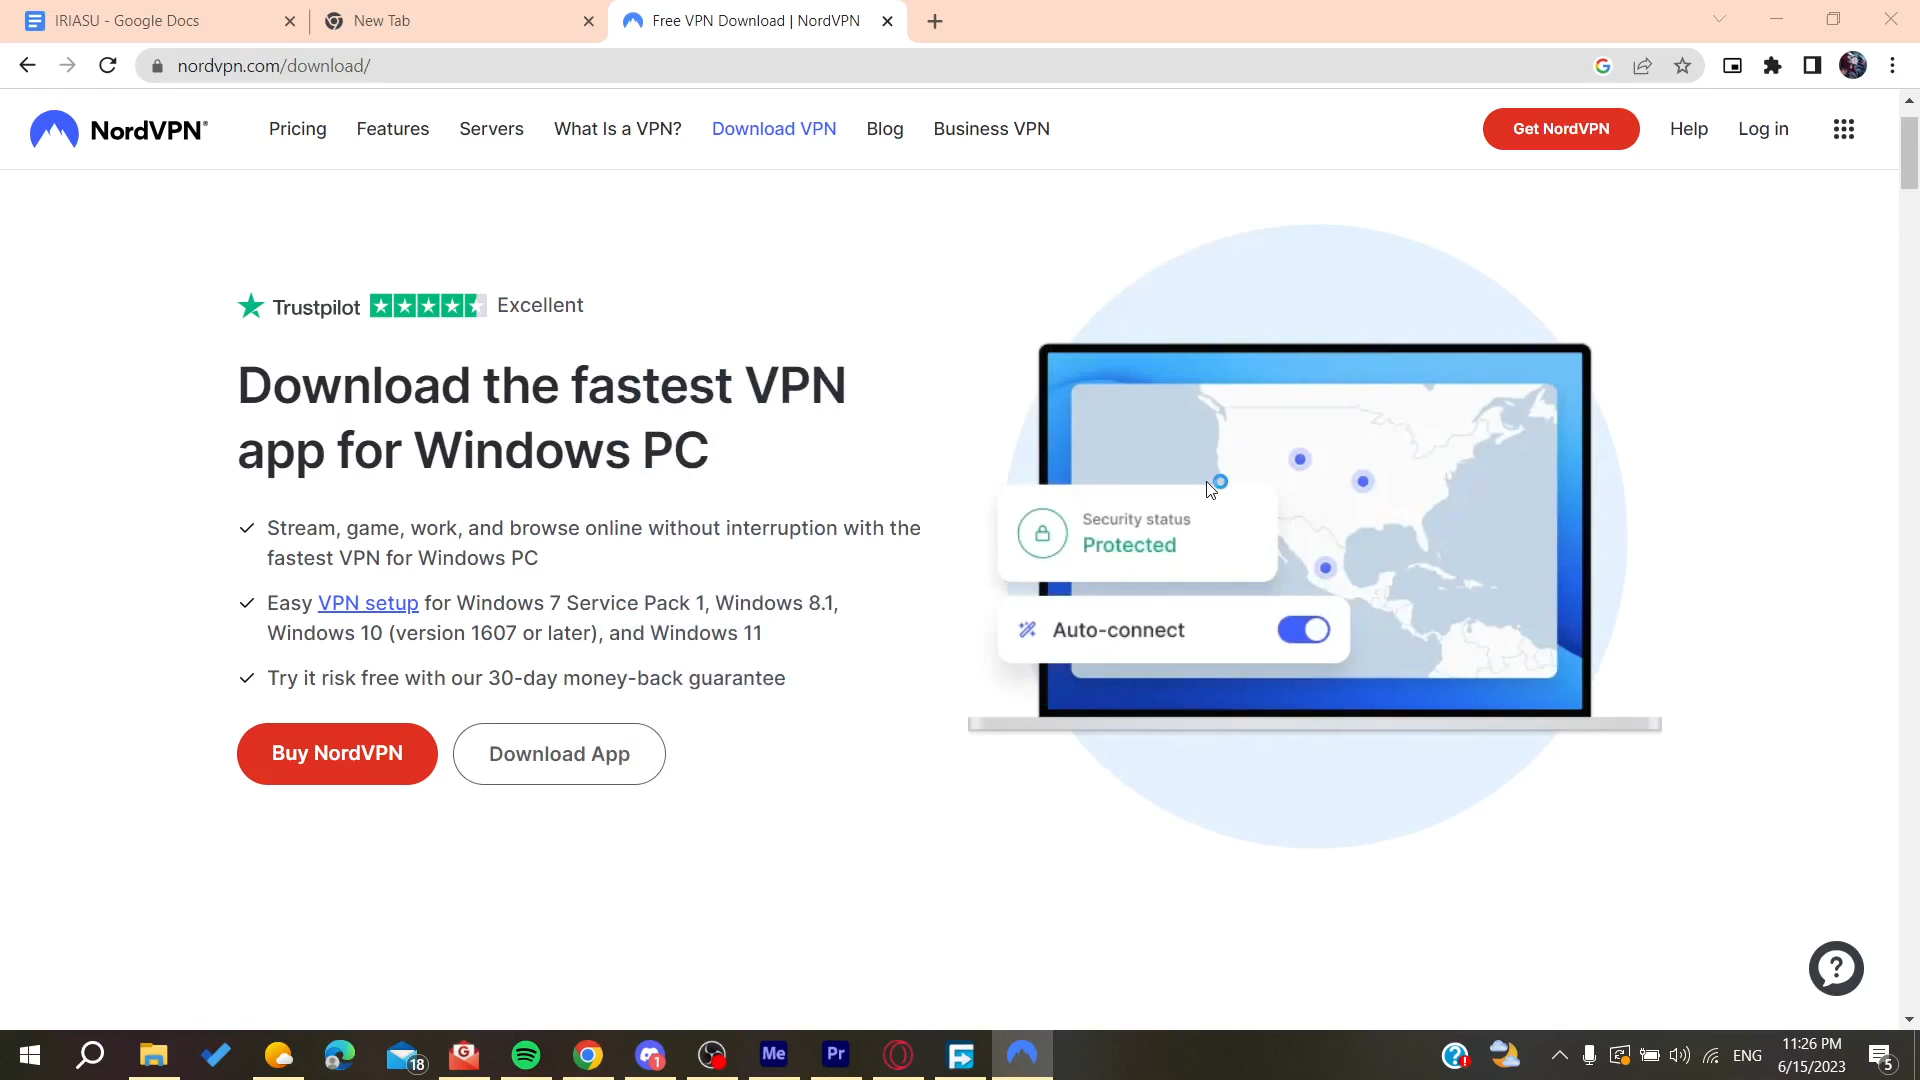 IRIASU - Google Docs
New Tab
Free VPN Download | NordVPN
nordvpn.com/download/
NordVPN®
Pricing
Features
Servers
What Is a VPN?
Download VPN
Blog
Business VPN
Get NordVPN
Help
Log in
Trustpilot
Excellent
Download the fastest VPN
app for Windows PC
Stream, game, work, and browse online without interruption with the
fastest VPN for Windows PC
Easy VPN setup for Windows 7 Service Pack 1, Windows 8.1,
Windows 10 (version 1607 or later), and Windows 11
Try it risk free with our 30-day money-back guarantee
Buy NordVPN
Download App
Security status
Protected
Auto-connect
18
G
1
Me
Pr
ENG
11:26 PM
6/15/2023
5